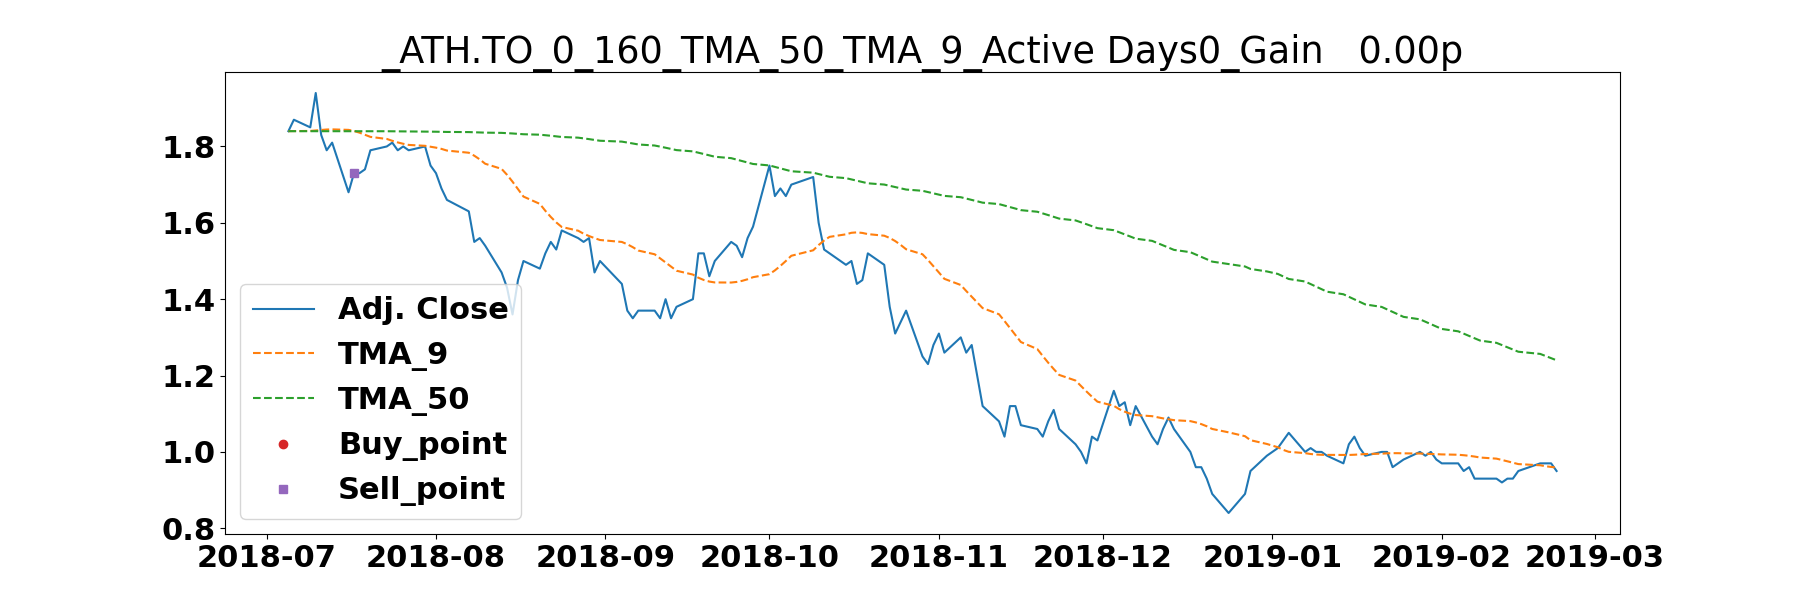 _ATH.TO_0_160_TMA_50_TMA_9_Active Days0_Gain   0.00p
1.8
1.6
1.4
1.2
1.0
0.8
Adj. Close
TMA_9
TMA_50
Buy_point
Sell_point
2018-07 2018-08 2018-09 2018-10 2018-11 2018-12 2019-01 2019-02 2019-03